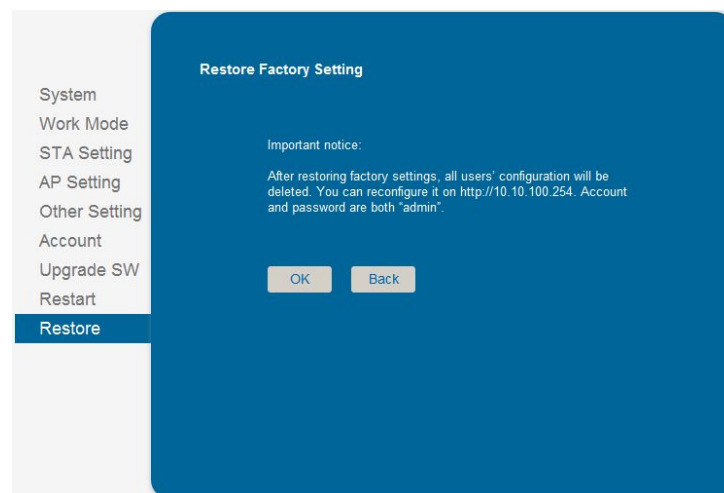 System
Work Mode
STA Setting
AP Setting
Other Setting
Account
Upgrade SW
Restart
Restore
Restore Factory Setting
Important notice:
After restoring factory settings, all users' configuration will be
deleted. You can reconfigure it on http://10.10.100.254. Account
and password are both “admin”.
OK
Back